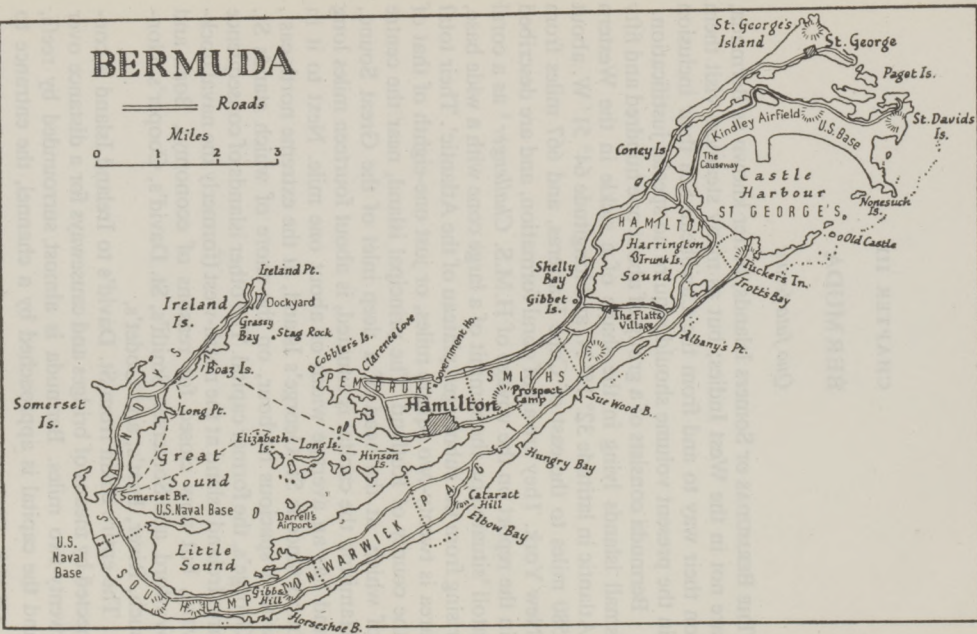 BERMUDA
Roads
Miles
0 1 2 3
St. George's
Island
St. George
Paget Is.
St. Davids
Is.
Kindley Airfield
U.S. Base
Coney Is.
The
Causeway
Castle
Harbour
ST GEORGE'S
Nonesuch
Is.
Old Castle
HAMILTON
Harrington
Trunk Is.
Sound
Tucker's Tn.
Trott's Bay
Shelly
Bay
Gibbet
Is.
The Flatts
Village
Albany's Pt.
Ireland Pt.
Ireland
Is.
Dockyard
Grassy
Bay
Stag Rock
Boaz Is.
Cobbler's Is.
Clarence Cove
Government Ho.
PEMBROKE
SMITHS
Hamilton
Prospect
Camp
Sue Wood B.
Somerset
Is.
Long Pt.
SANDYS
Great
Sound
Elizabeth
Is.
Long Is.
Hinson
Is.
Hungry Bay
Somerset Br.
U.S. Naval Base
Darrell's
Airport
PAGET
Cataract
Hill
Elbow Bay
U.S.
Naval
Base
Little
Sound
WARWICK
SOUTHAMPTON
Gibbs
Hill
Horseshoe B.